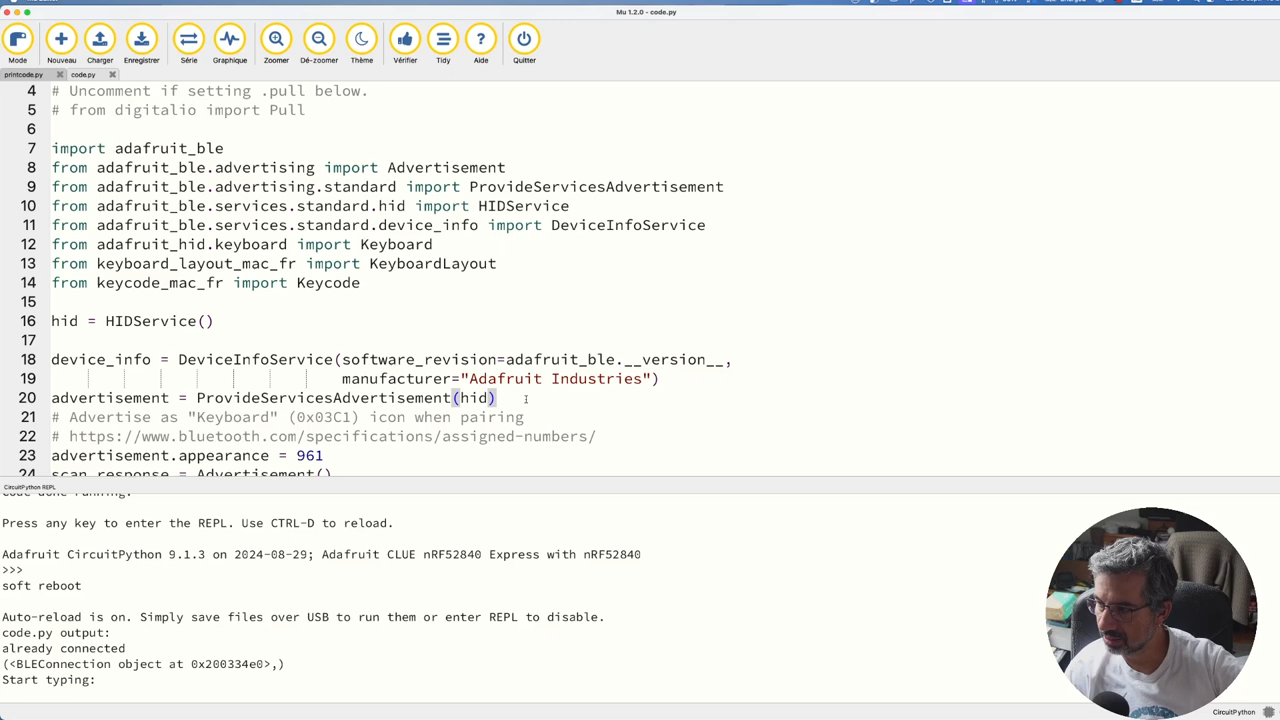 Mu 1.2.0 - code.py
Mode
Nouveau
Charger
Enregistrer
Série
Graphique
Zoomer
Dé-zoomer
Thème
Vérifier
Tidy
Aide
Quitter
printcode.py
code.py
4 # Uncomment if setting .pull below.
5 # from digitalio import Pull
6
7 import adafruit_ble
8 from adafruit_ble.advertising import Advertisement
9 from adafruit_ble.advertising.standard import ProvideServicesAdvertisement
10 from adafruit_ble.services.standard.hid import HIDService
11 from adafruit_ble.services.standard.device_info import DeviceInfoService
12 from adafruit_hid.keyboard import Keyboard
13 from keyboard_layout_mac_fr import KeyboardLayout
14 from keycode_mac_fr import Keycode
15
16 hid = HIDService()
17
18 device_info = DeviceInfoService(software_revision=adafruit_ble.__version__,
19 manufacturer="Adafruit Industries")
20 advertisement = ProvideServicesAdvertisement(hid)
21 # Advertise as "Keyboard" (0x03C1) icon when pairing
22 # https://www.bluetooth.com/specifications/assigned-numbers/
23 advertisement.appearance = 961
24 scan_response = Advertisement()
CircuitPython REPL
Code done running.
Press any key to enter the REPL. Use CTRL-D to reload.
Adafruit CircuitPython 9.1.3 on 2024-08-29; Adafruit CLUE nRF52840 Express with nRF52840
>>>
soft reboot
Auto-reload is on. Simply save files over USB to run them or enter REPL to disable.
code.py output:
already connected
(<BLEConnection object at 0x200334e0>,)
Start typing:
CircuitPython